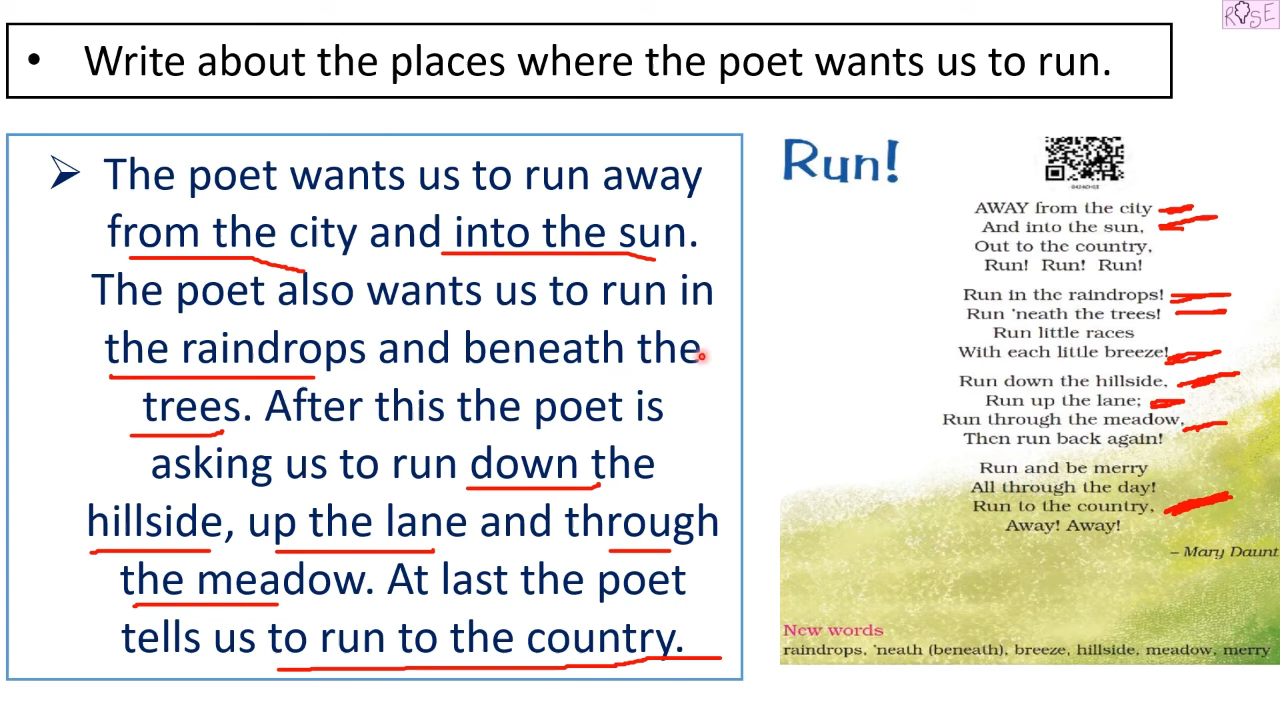 R SE
• Write about the places where the poet wants us to run.
➢ The poet wants us to run away
from the city and into the sun.
The poet also wants us to run in
the raindrops and beneath the
trees. After this the poet is
asking us to run down the
hillside, up the lane and through
the meadow. At last the poet
tells us to run to the country.
Run!
AWAY from the city
And into the sun,
Out to the country,
Run! Run! Run!
Run in the raindrops!
Run 'neath the trees!
Run little races
With each little breeze!
Run down the hillside,
Run up the lane;
Run through the meadow,
Then run back again!
Run and be merry
All through the day!
Run to the country,
Away! Away!
– Mary Daunt
New words
raindrops, 'neath (beneath), breeze, hillside, meadow, merry